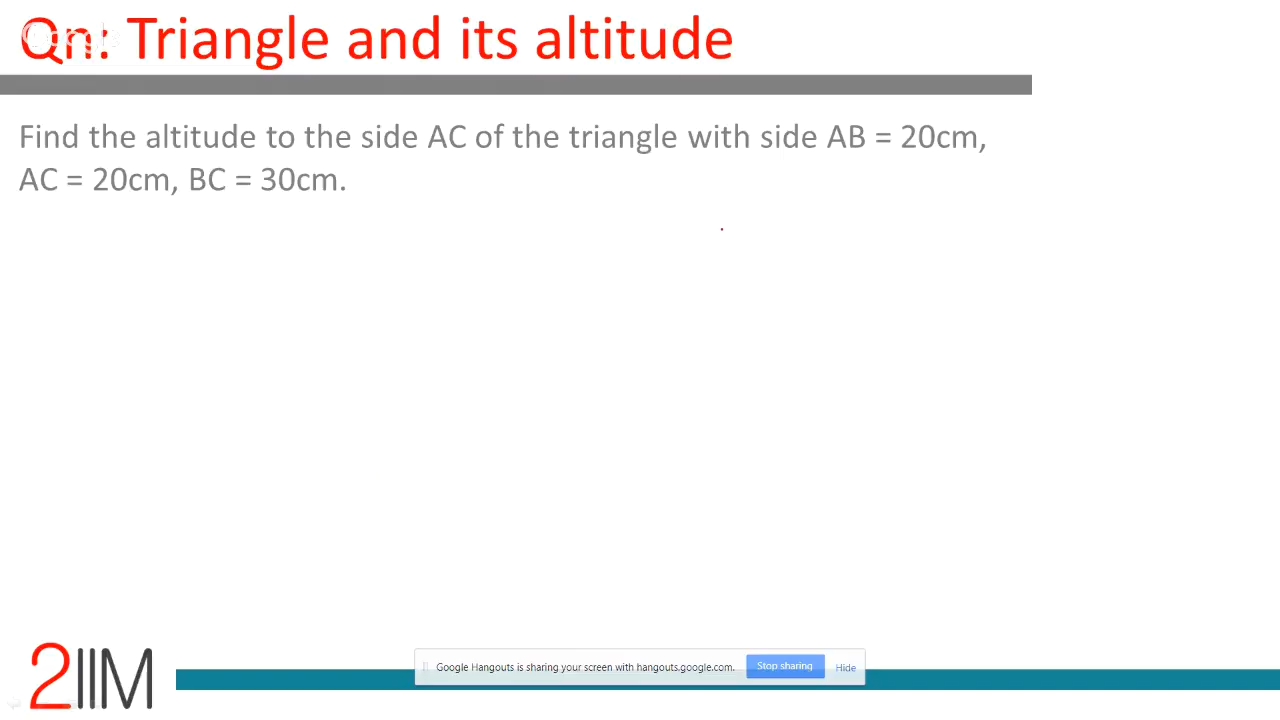 Google
Qn: Triangle and its altitude
Find the altitude to the side AC of the triangle with side AB = 20cm,
AC = 20cm, BC = 30cm.
2IIM
Google Hangouts is sharing your screen with hangouts.google.com. Stop sharing Hide